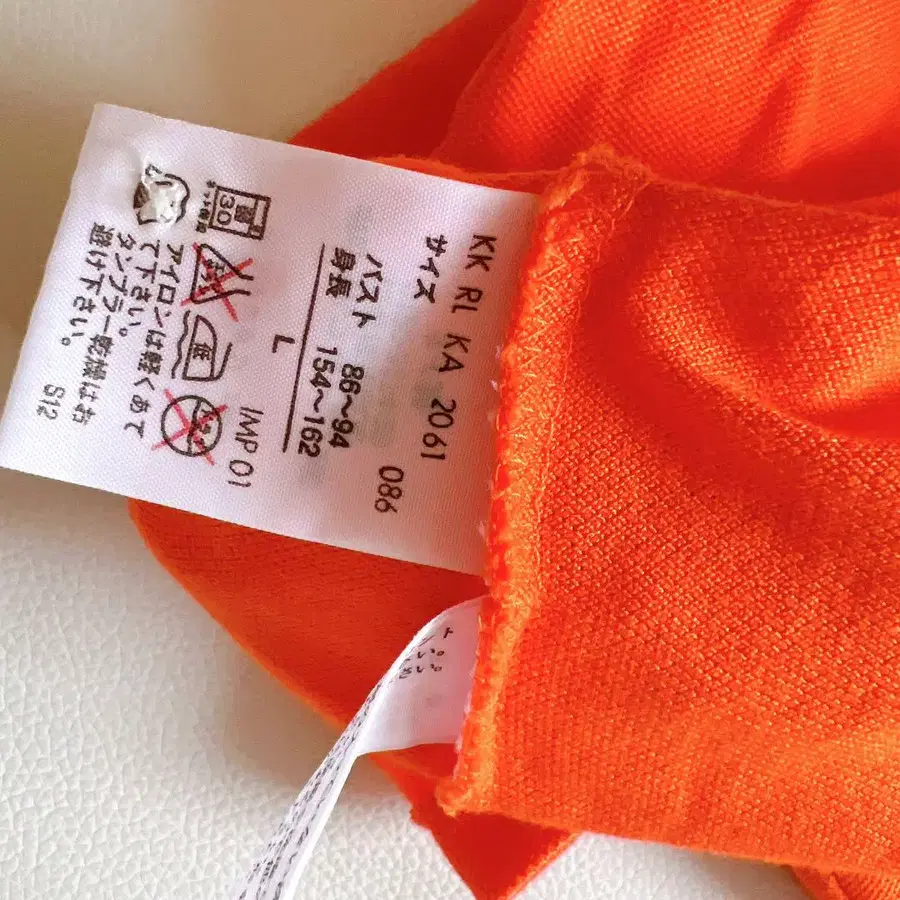 KK RL KA 2061 086
サイズ
バスト 86~94
身長 154~162
L
IMP 01
30
アイロンは軽くあて
て下さい。
タンブラー乾燥はお
避け下さい。
S12